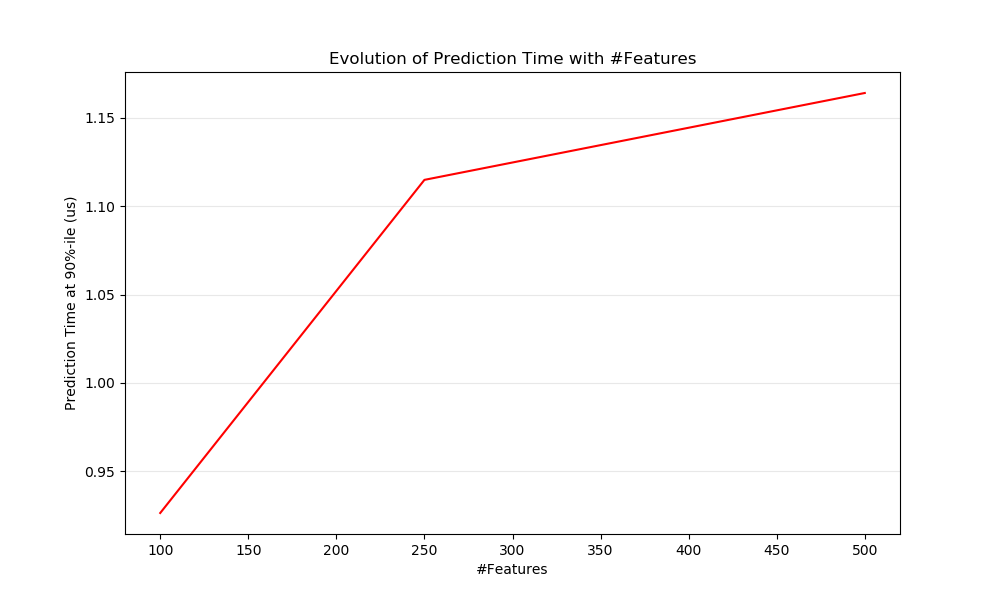 Evolution of Prediction Time with #Features
Prediction Time at 90%-ile (us)
1.15
1.10
1.05
1.00
0.95
100 150 200 250 300 350 400 450 500
#Features